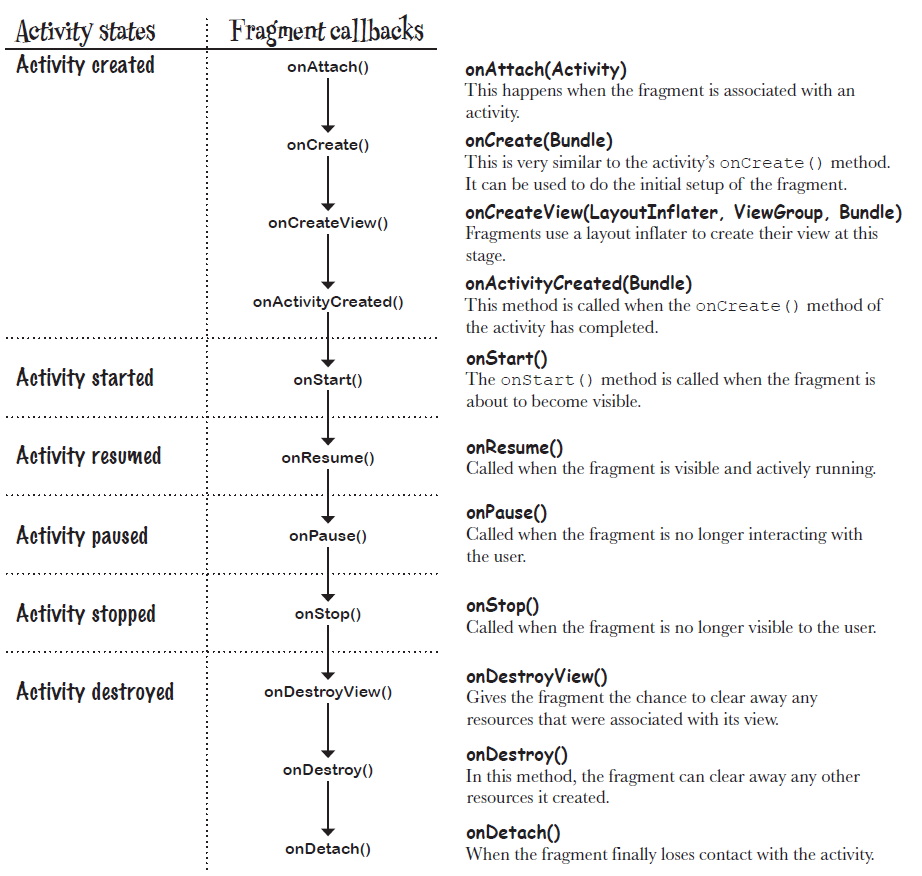 Activity states
Fragment callbacks
Activity created
onAttach()
onCreate()
onCreateView()
onActivityCreated()
Activity started
onStart()
Activity resumed
onResume()
Activity paused
onPause()
Activity stopped
onStop()
Activity destroyed
onDestroyView()
onDestroy()
onDetach()
onAttach(Activity)
This happens when the fragment is associated with an
activity.
onCreate(Bundle)
This is very similar to the activity’s onCreate() method.
It can be used to do the initial setup of the fragment.
onCreateView(LayoutInflater, ViewGroup, Bundle)
Fragments use a layout inflater to create their view at this
stage.
onActivityCreated(Bundle)
This method is called when the onCreate() method of
the activity has completed.
onStart()
The onStart() method is called when the fragment is
about to become visible.
onResume()
Called when the fragment is visible and actively running.
onPause()
Called when the fragment is no longer interacting with
the user.
onStop()
Called when the fragment is no longer visible to the user.
onDestroyView()
Gives the fragment the chance to clear away any
resources that were associated with its view.
onDestroy()
In this method, the fragment can clear away any other
resources it created.
onDetach()
When the fragment finally loses contact with the activity.